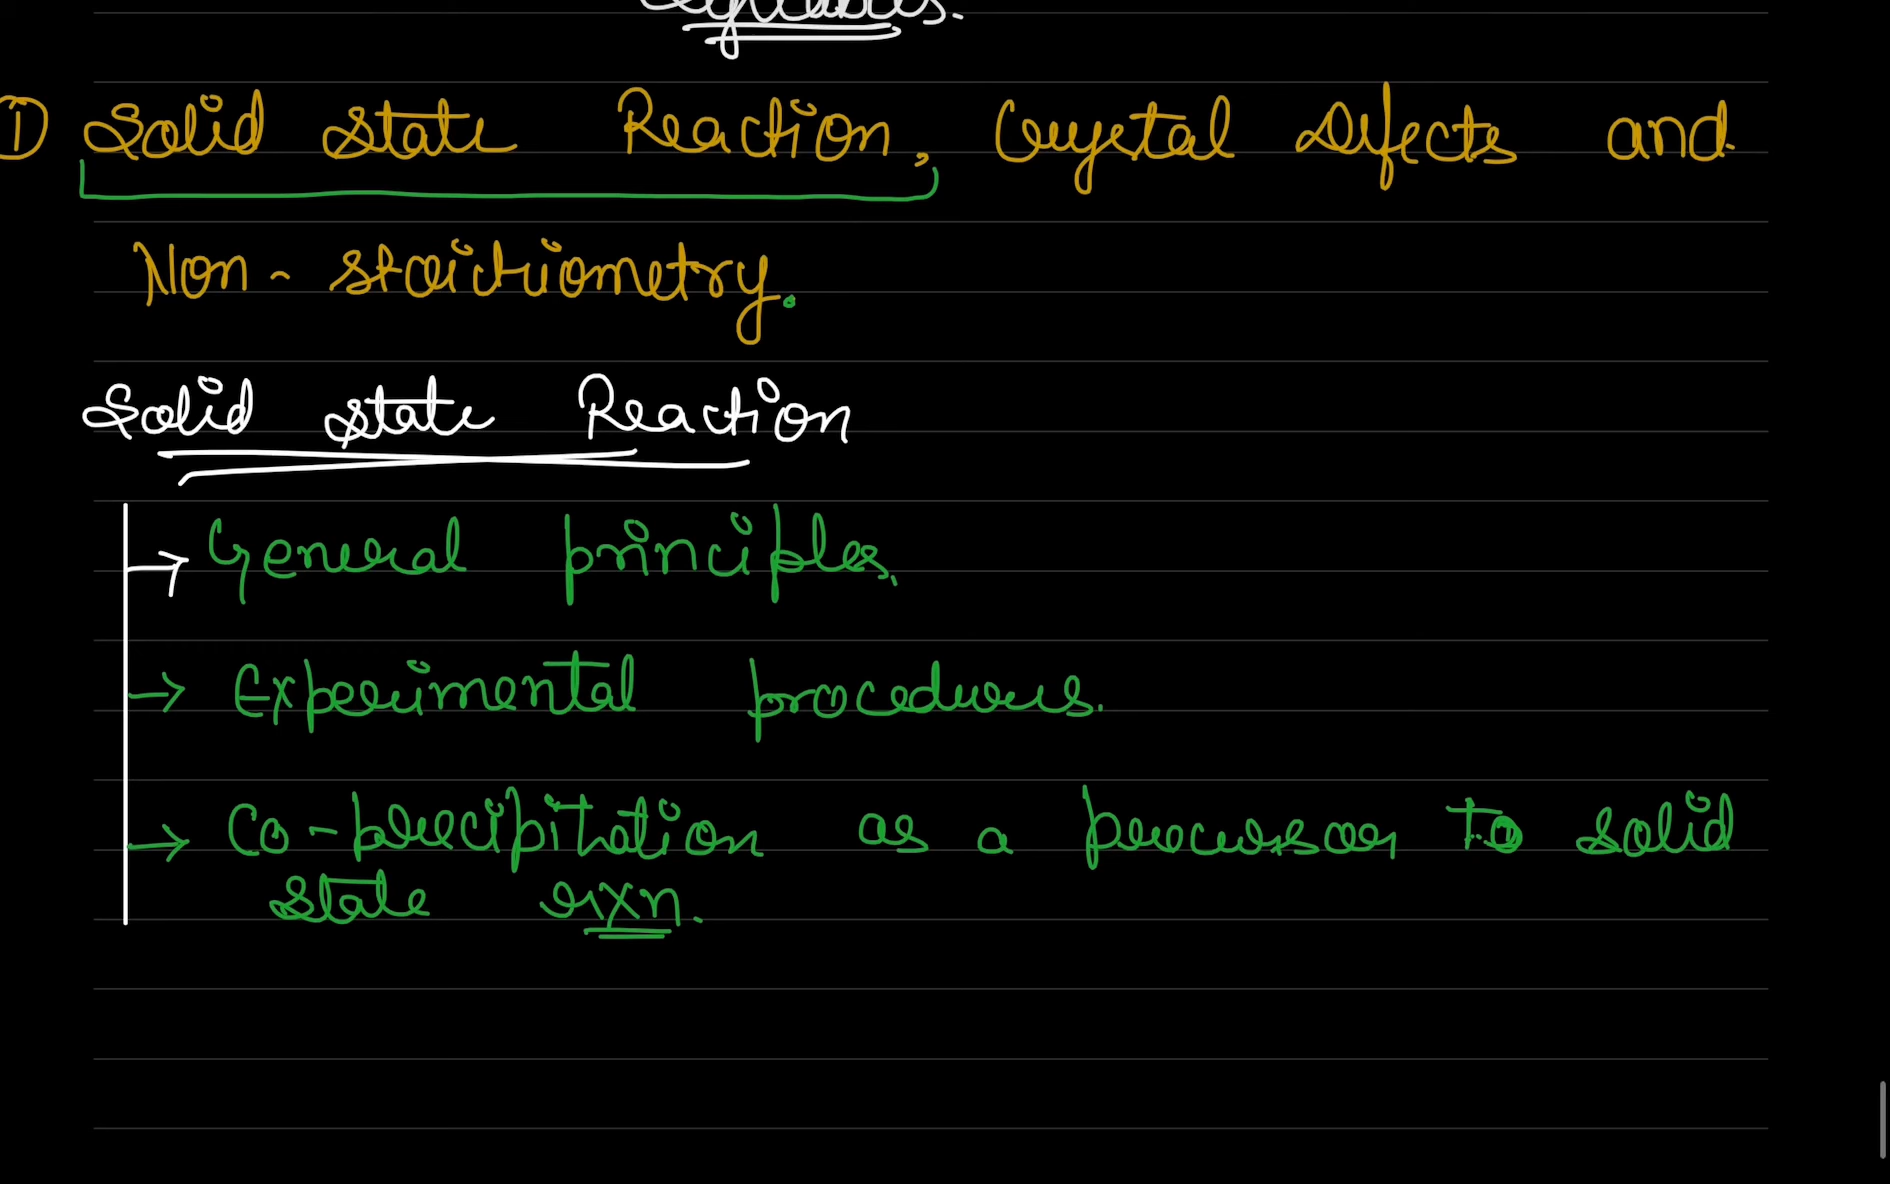 ① Solid state Reaction, Crystal Defects and
Non-stoichiometry.
Solid state Reaction
→ General principles.
→ Experimental procedures.
→ Co-precipitation as a precursor to solid
state rxn.